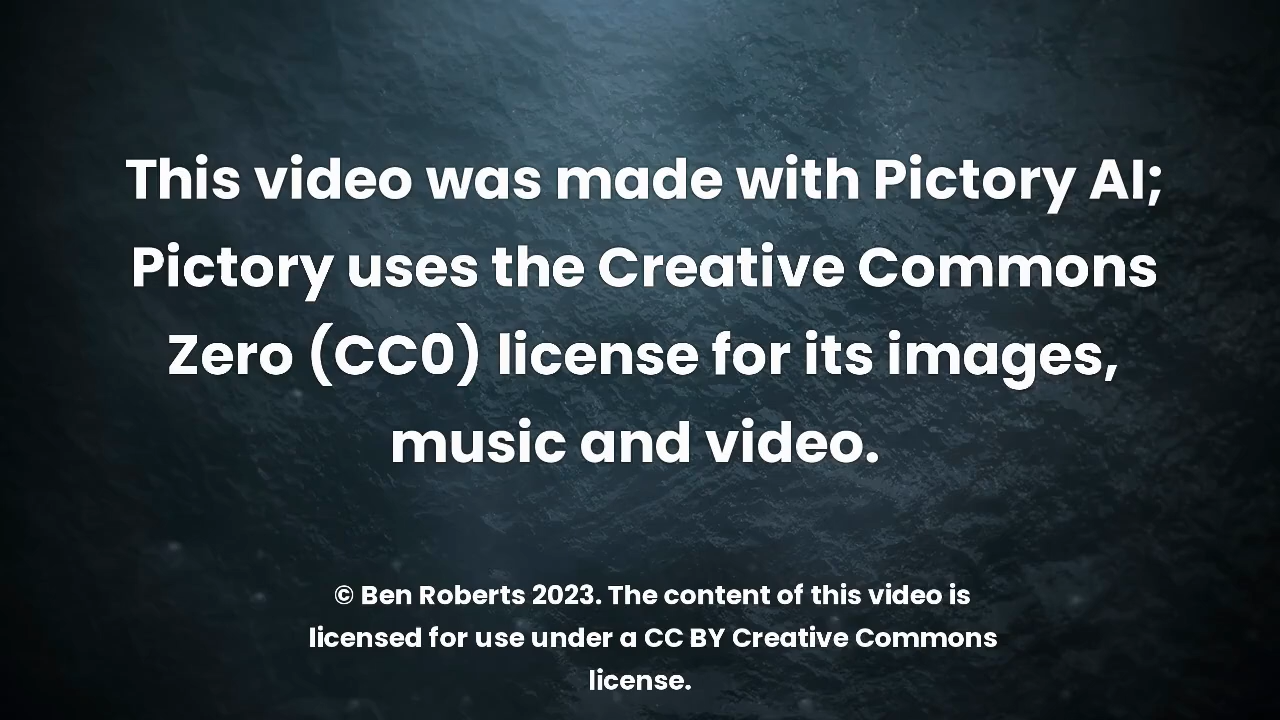 This video was made with Pictory AI;
Pictory uses the Creative Commons
Zero (CC0) license for its images,
music and video.
© Ben Roberts 2023. The content of this video is
licensed for use under a CC BY Creative Commons
license.